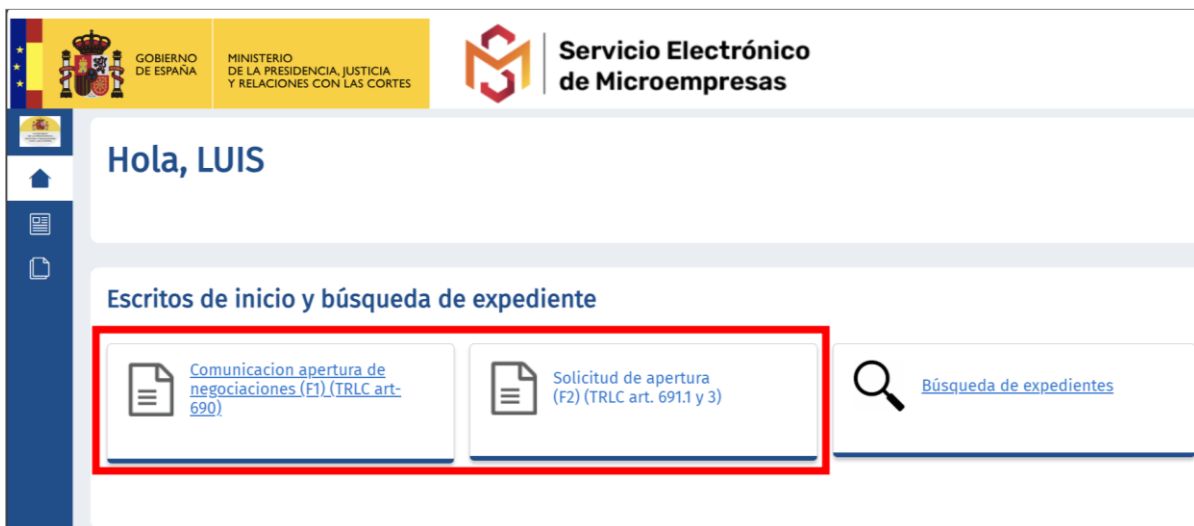 GOBIERNO
DE ESPAÑA
MINISTERIO
DE LA PRESIDENCIA, JUSTICIA
Y RELACIONES CON LAS CORTES
Servicio Electrónico
de Microempresas
Hola, LUIS
Escritos de inicio y búsqueda de expediente
Comunicacion apertura de
negociaciones (F1) (TRLC art-
690)
Solicitud de apertura
(F2) (TRLC art. 691.1 y 3)
Búsqueda de expedientes